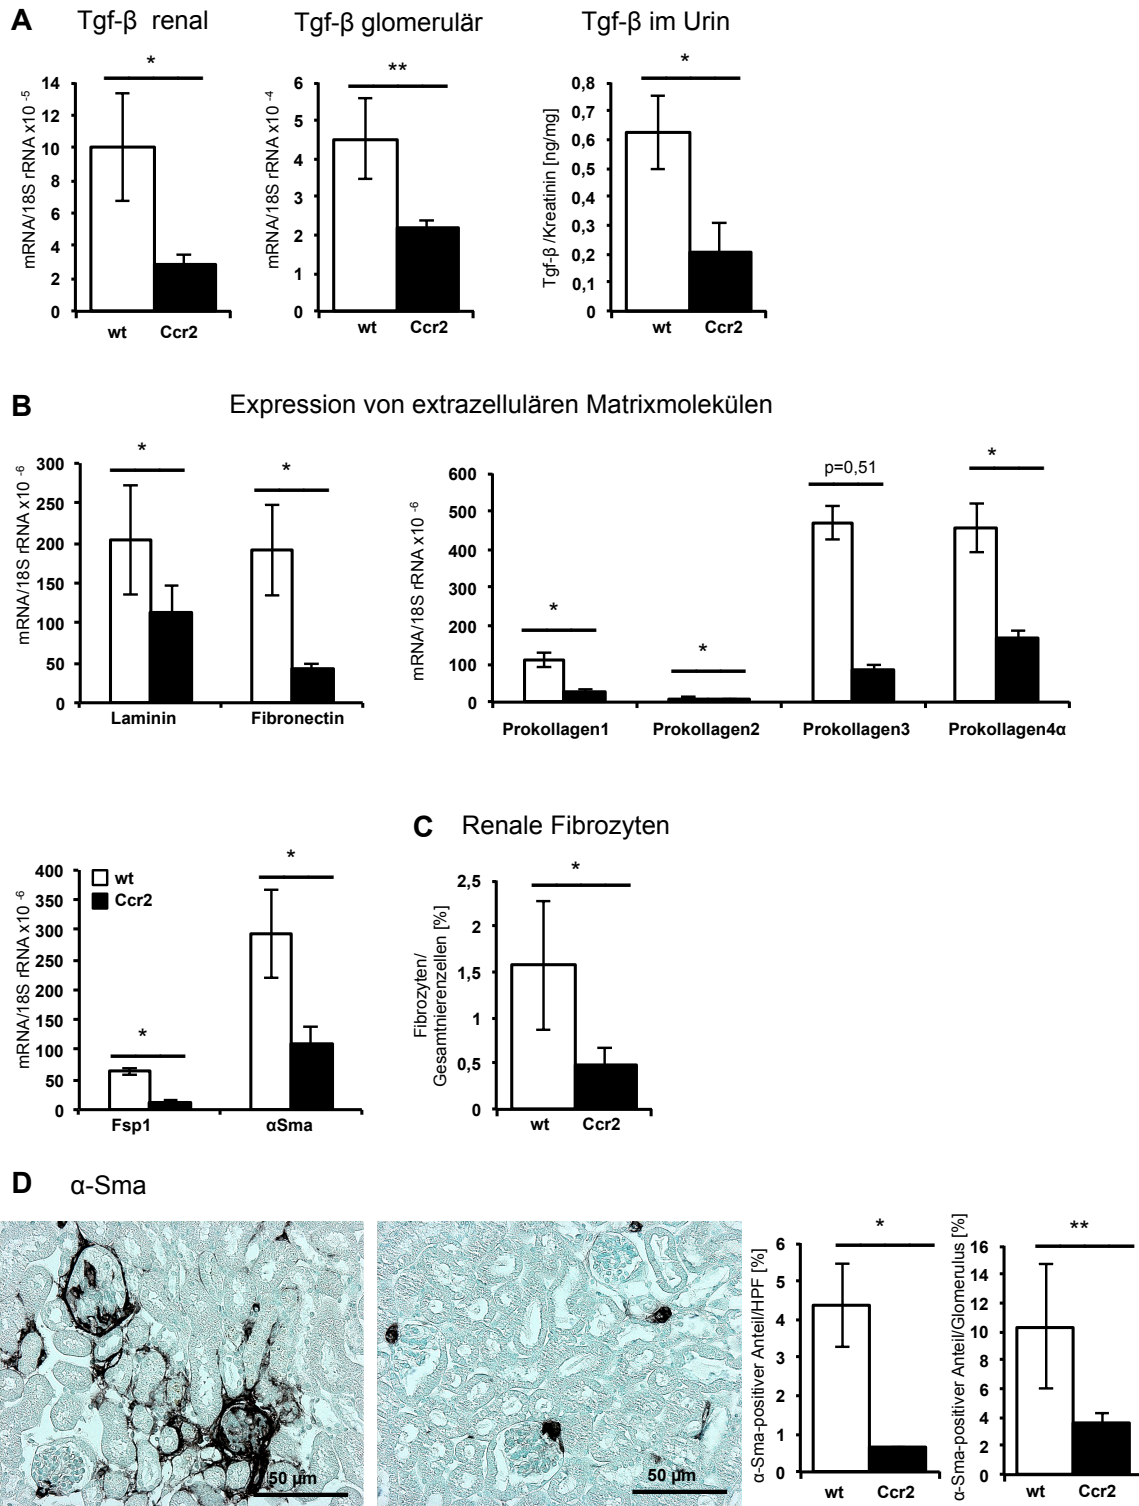 A
Tgf-β renal
Tgf-β glomerulär
Tgf-β im Urin
*
**
*
mRNA/18S rRNA x10 -5
14
12
10
8
6
4
2
0
wt Ccr2
mRNA/18S rRNA x10 -4
6
5
4
3
2
1
0
wt Ccr2
Tgf-β /Kreatinin [ng/mg]
0,8
0,7
0,6
0,5
0,4
0,3
0,2
0,1
0
wt Ccr2
B
Expression von extrazellulären Matrixmolekülen
*
*
mRNA/18S rRNA x10 -6
300
250
200
150
100
50
0
Laminin Fibronectin
*
*
p=0,51
*
mRNA/18S rRNA x10 -6
600
500
400
300
200
100
0
Prokollagen1 Prokollagen2 Prokollagen3 Prokollagen4α
*
*
mRNA/18S rRNA x10 -6
400
350
300
250
200
150
100
50
0
wt
Ccr2
Fsp1 αSma
C
Renale Fibrozyten
*
Fibrozyten/
Gesamtnierenzellen [%]
2,5
2
1,5
1
0,5
0
wt Ccr2
D
α-Sma
50 µm
50 µm
*
α-Sma-positiver Anteil/HPF [%]
6
5
4
3
2
1
0
wt Ccr2
**
α-Sma-positiver Anteil/Glomerulus [%]
16
14
12
10
8
6
4
2
0
wt Ccr2